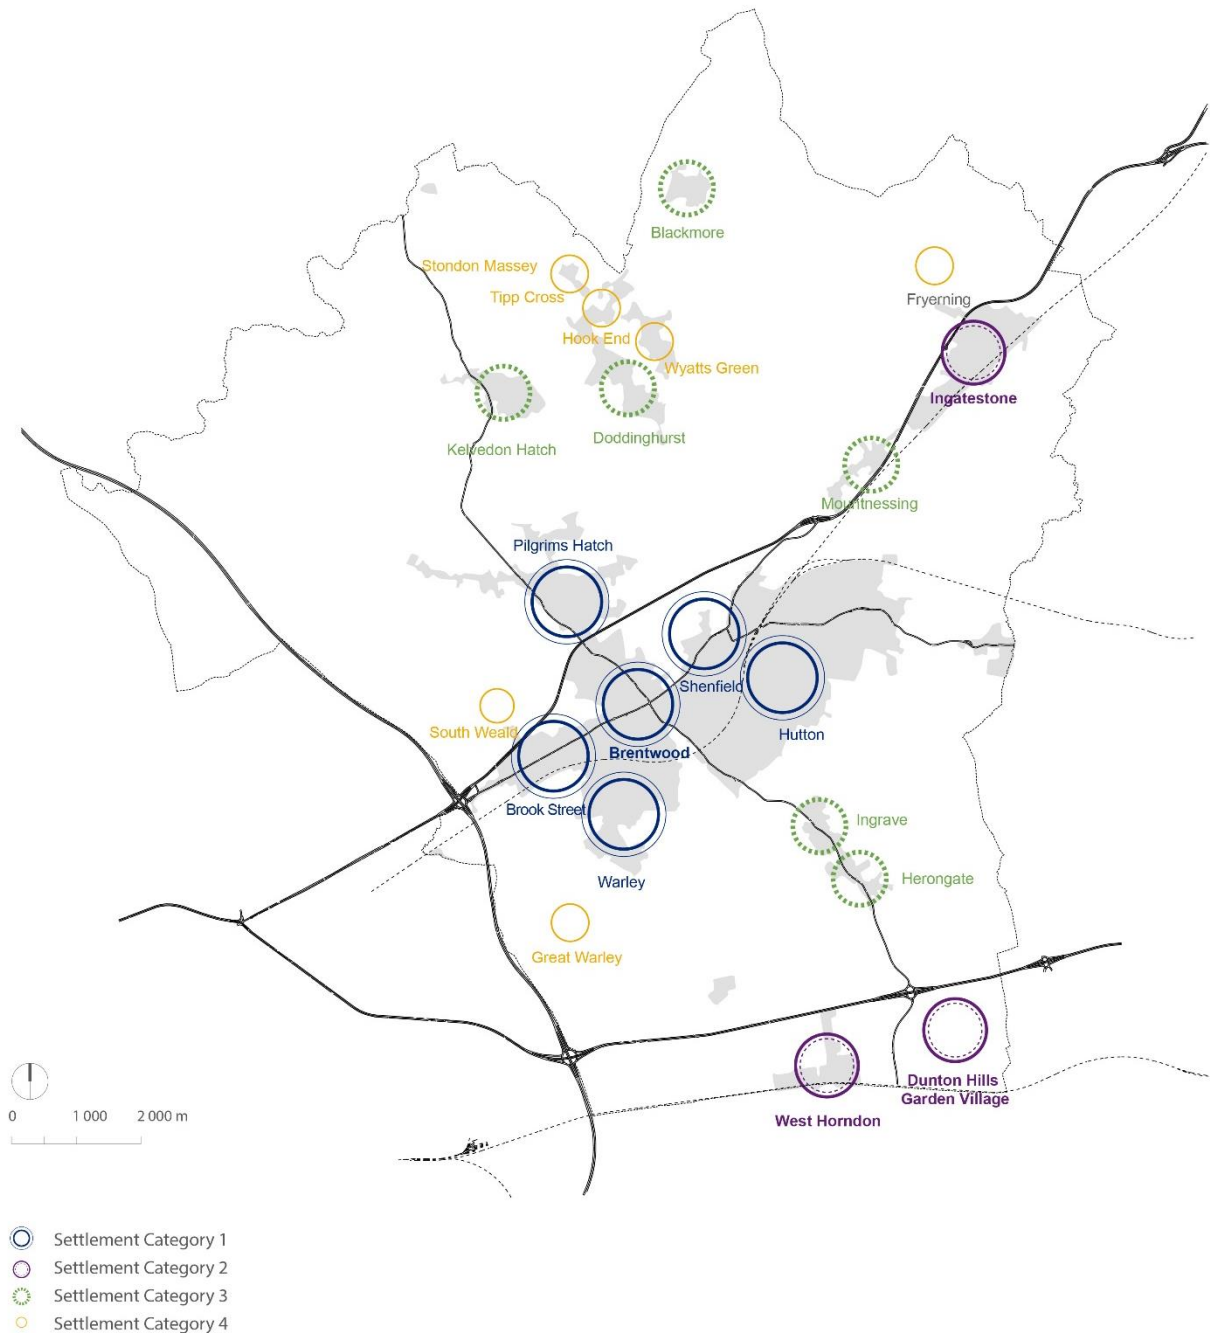 Blackmore
Stondon Massey
Fryerning
Tipp Cross
Hook End
Wyatts Green
Ingatestone
Doddinghurst
Kelvedon Hatch
Mountnessing
Pilgrims Hatch
Shenfield
South Weald
Hutton
Brentwood
Brook Street
Ingrave
Herongate
Warley
Great Warley
Dunton Hills
Garden Village
West Horndon
0 1 000 2 000 m
Settlement Category 1
Settlement Category 2
Settlement Category 3
Settlement Category 4